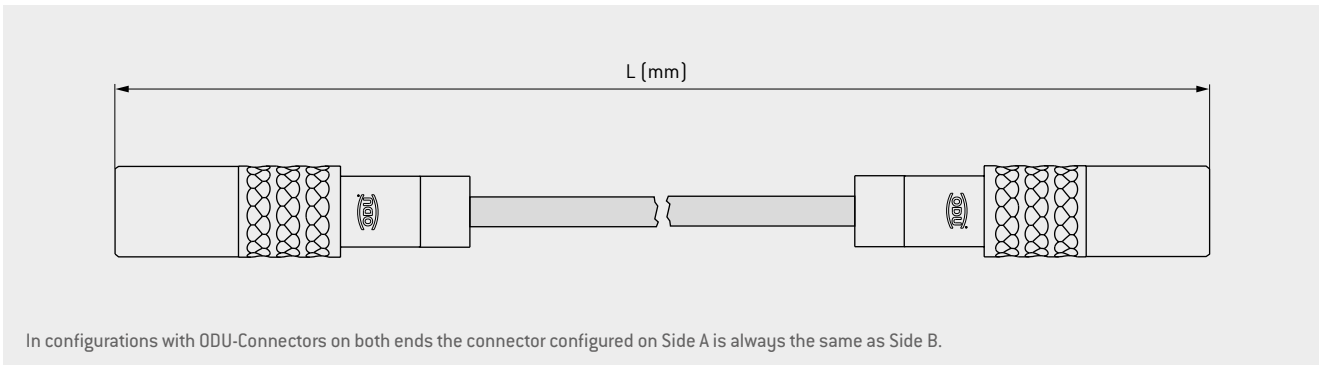 L (mm)
ODU
ODU
In configurations with ODU-Connectors on both ends the connector configured on Side A is always the same as Side B.